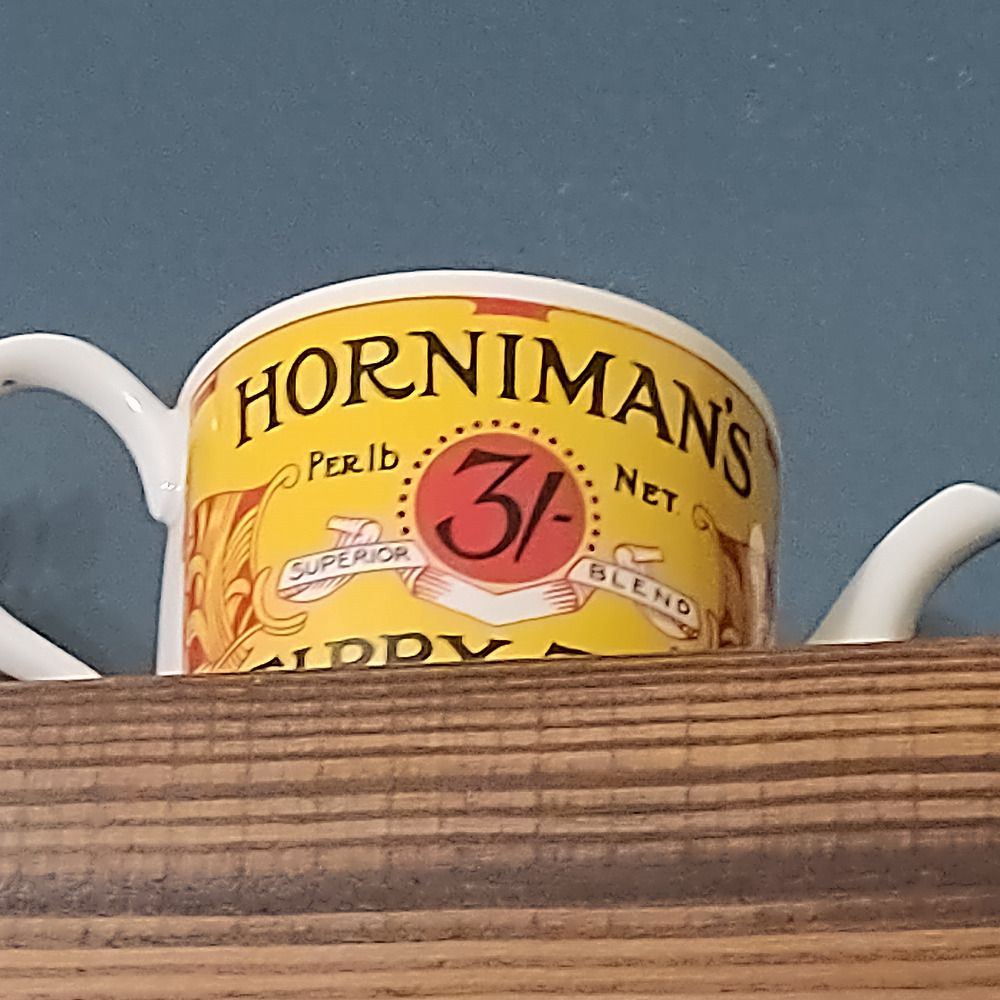 HORNIMAN'S
PER lb 3/- NET.
SUPERIOR BLEND